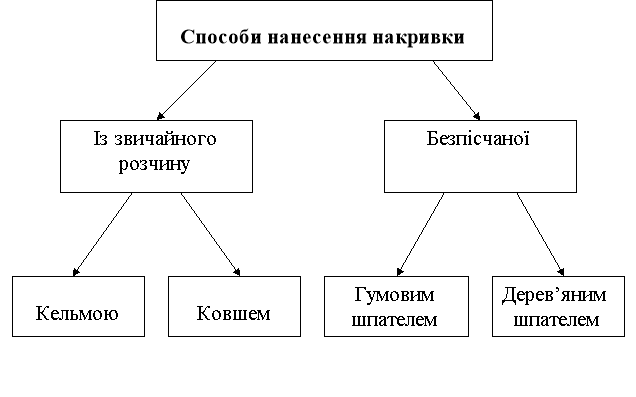 Способи нанесення накривки
Із звичайного
розчину
Безпісчаної
Кельмою
Ковшем
Гумовим
шпателем
Дерев’яним
шпателем